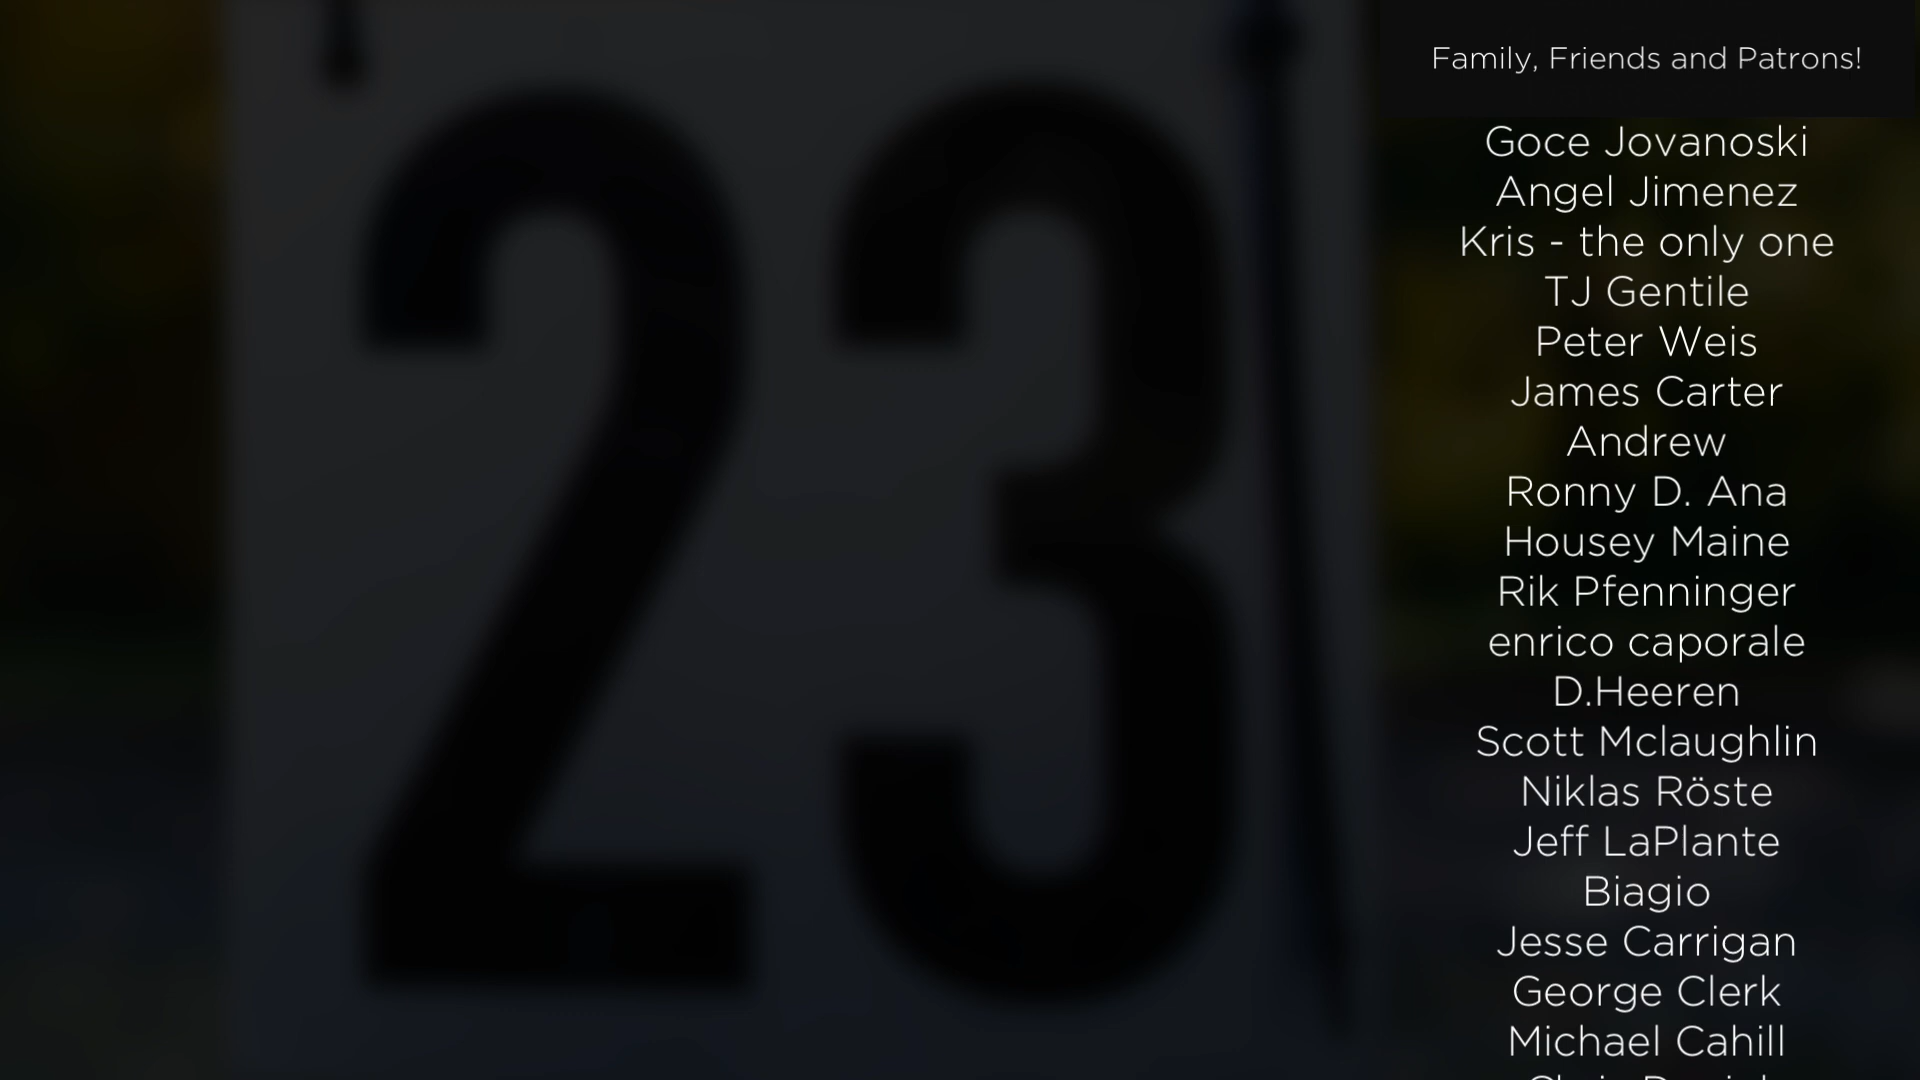 23
Family, Friends and Patrons!
Goce Jovanoski
Angel Jimenez
Kris - the only one
TJ Gentile
Peter Weis
James Carter
Andrew
Ronny D. Ana
Housey Maine
Rik Pfenninger
enrico caporale
D.Heeren
Scott Mclaughlin
Niklas Röste
Jeff LaPlante
Biagio
Jesse Carrigan
George Clerk
Michael Cahill